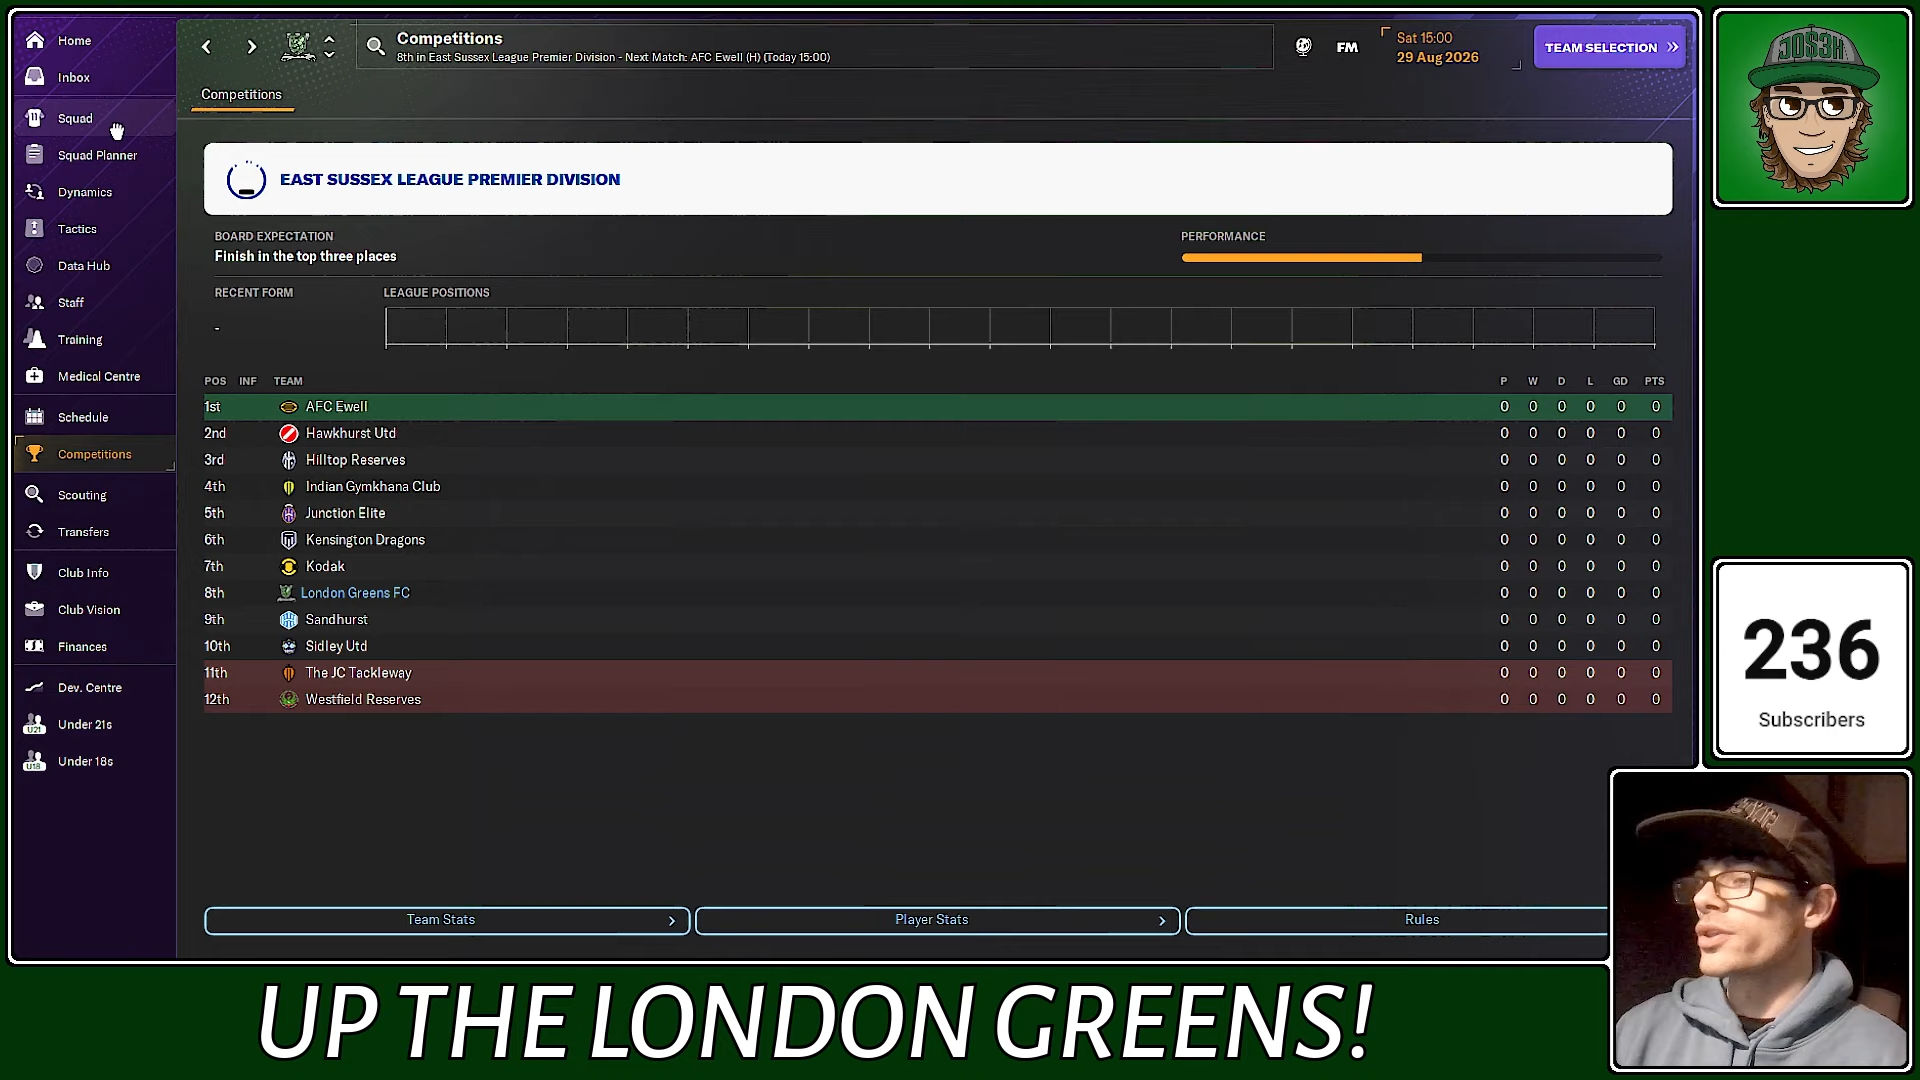 Home
Inbox
Squad
Squad Planner
Dynamics
Tactics
Data Hub
Staff
Training
Medical Centre
Schedule
Competitions
Scouting
Transfers
Club Info
Club Vision
Finances
Dev. Centre
U21 Under 21s
U18 Under 18s
Competitions
8th in East Sussex League Premier Division - Next Match: AFC Ewell (H) (Today 15:00)
FM
Sat 15:00
29 Aug 2026
TEAM SELECTION
Competitions
EAST SUSSEX LEAGUE PREMIER DIVISION
BOARD EXPECTATION
Finish in the top three places
PERFORMANCE
RECENT FORM
-
LEAGUE POSITIONS
POS INF TEAM P W D L GD PTS
1st AFC Ewell 0 0 0 0 0 0
2nd Hawkhurst Utd 0 0 0 0 0 0
3rd Hilltop Reserves 0 0 0 0 0 0
4th Indian Gymkhana Club 0 0 0 0 0 0
5th Junction Elite 0 0 0 0 0 0
6th Kensington Dragons 0 0 0 0 0 0
7th Kodak 0 0 0 0 0 0
8th London Greens FC 0 0 0 0 0 0
9th Sandhurst 0 0 0 0 0 0
10th Sidley Utd 0 0 0 0 0 0
11th The JC Tackleway 0 0 0 0 0 0
12th Westfield Reserves 0 0 0 0 0 0
Team Stats
Player Stats
Rules
JO$3H
236
Subscribers
UP THE LONDON GREENS!